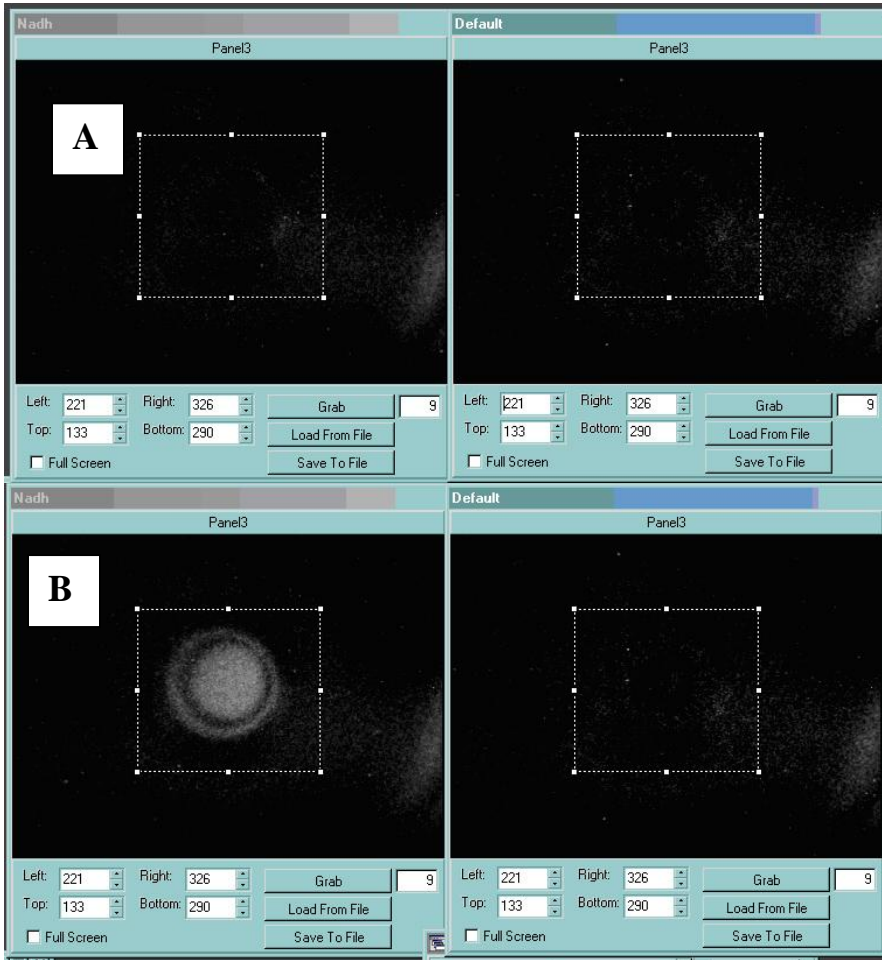 Nadh Default
Panel3 Panel3
A
Left: 221 Right: 326 Grab 9 Left: 221 Right: 326 Grab 9
Top: 133 Bottom: 290 Load From File Top: 133 Bottom: 290 Load From File
Full Screen Save To File Full Screen Save To File
Nadh Default
Panel3 Panel3
B
Left: 221 Right: 326 Grab 9 Left: 221 Right: 326 Grab 9
Top: 133 Bottom: 290 Load From File Top: 133 Bottom: 290 Load From File
Full Screen Save To File Full Screen Save To File